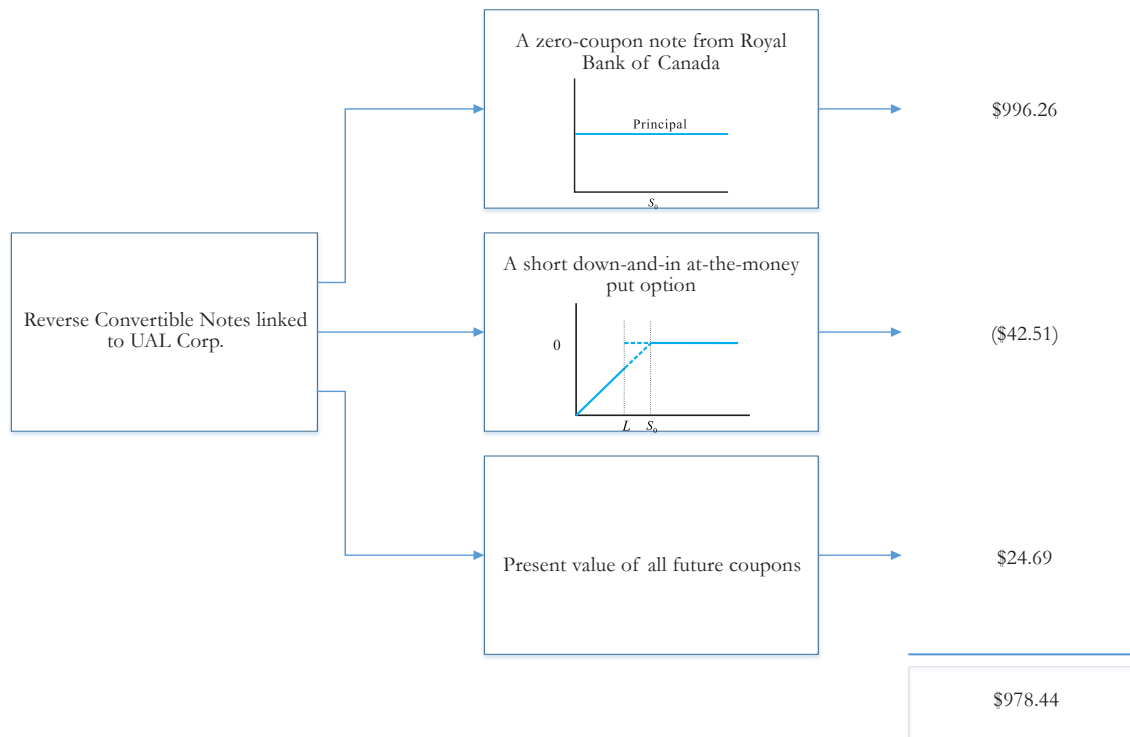 A zero-coupon note from Royal
Bank of Canada
Principal
S₀
$996.26
Reverse Convertible Notes linked
to UAL Corp.
A short down-and-in at-the-money
put option
0
L S₀
($42.51)
Present value of all future coupons
$24.69
$978.44